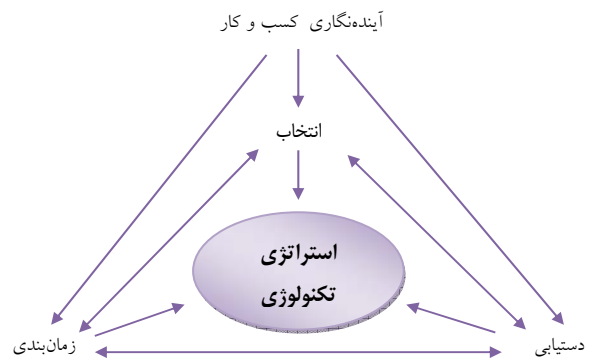 آینده‌نگاری کسب و کار
انتخاب
استراتژی
تکنولوژی
دستیابی
زمان‌بندی